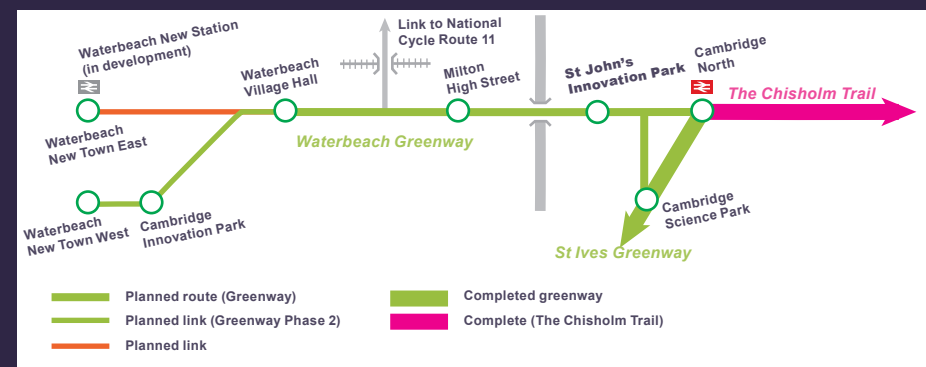 Waterbeach New Station
(in development)
Link to National
Cycle Route 11
Waterbeach
Village Hall
Milton
High Street
St John's
Innovation Park
Cambridge
North
The Chisholm Trail
Waterbeach
New Town East
Waterbeach Greenway
Waterbeach
New Town West
Cambridge
Innovation Park
Cambridge
Science Park
St Ives Greenway
Planned route (Greenway)
Planned link (Greenway Phase 2)
Planned link
Completed greenway
Complete (The Chisholm Trail)